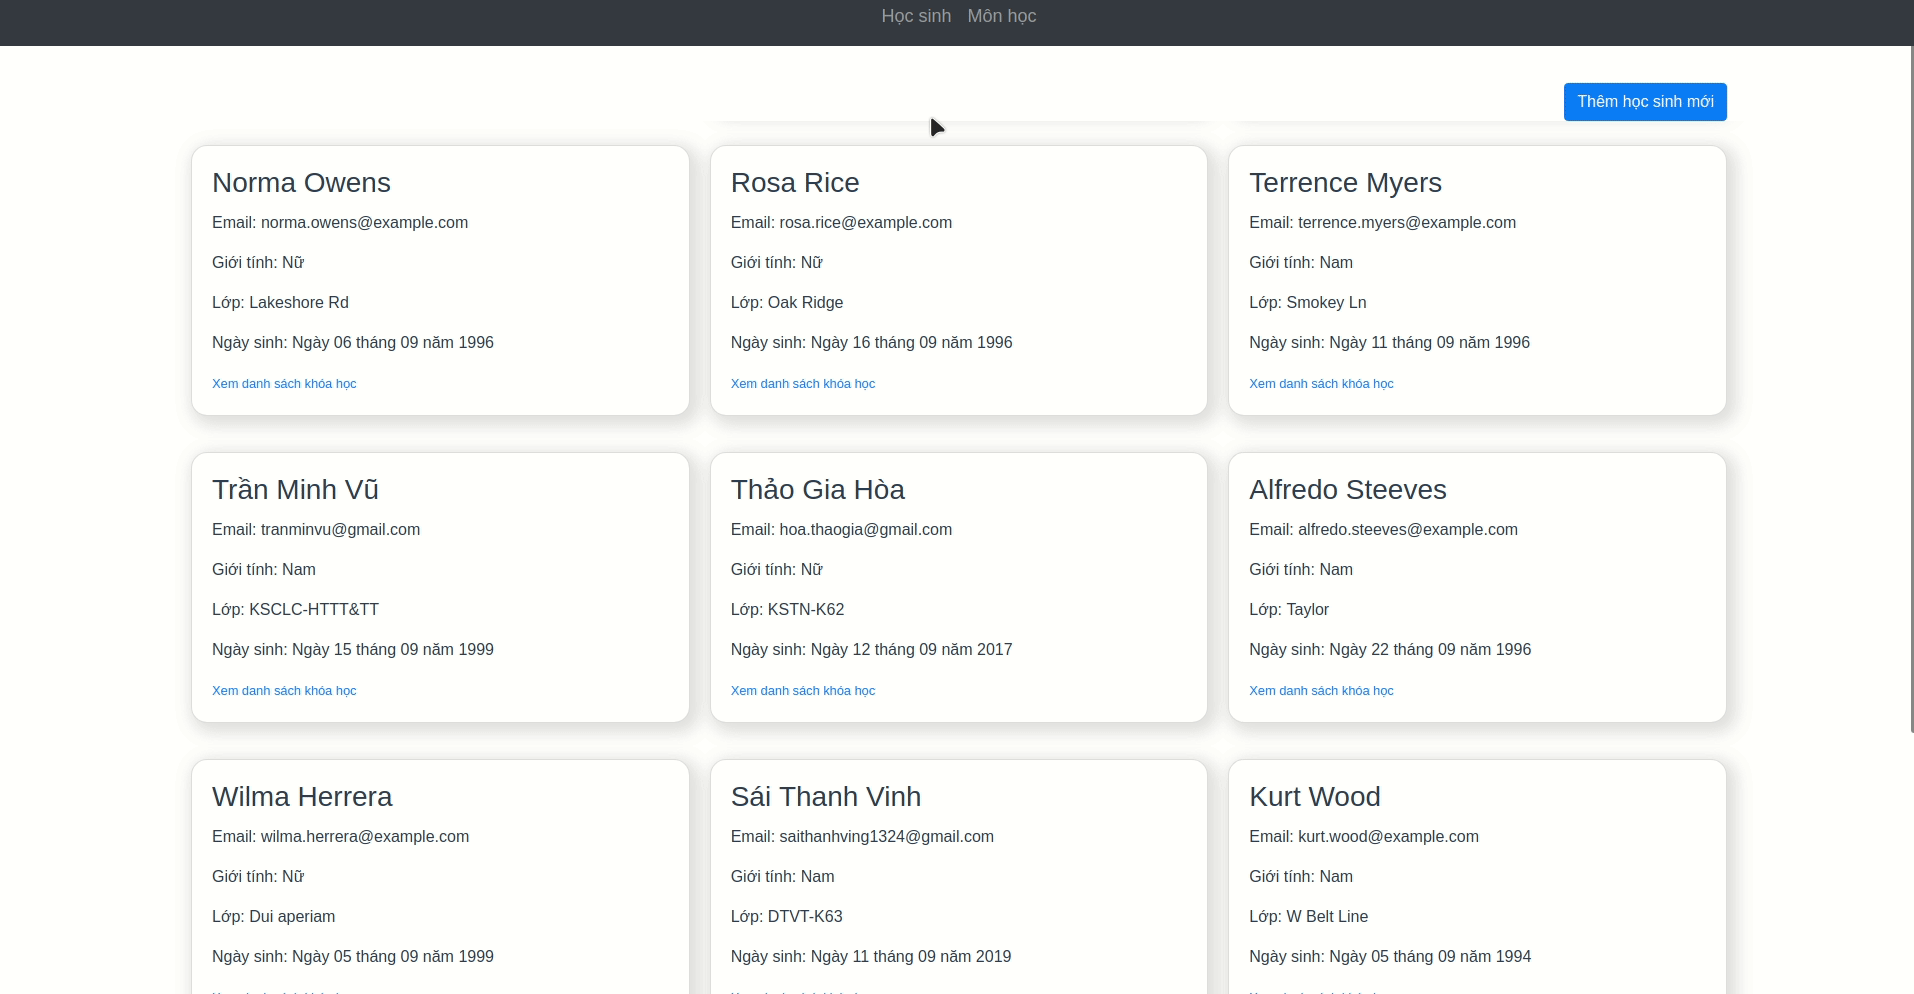 Học sinh Môn học
Thêm học sinh mới
Norma Owens
Email: norma.owens@example.com
Giới tính: Nữ
Lớp: Lakeshore Rd
Ngày sinh: Ngày 06 tháng 09 năm 1996
Xem danh sách khóa học
Rosa Rice
Email: rosa.rice@example.com
Giới tính: Nữ
Lớp: Oak Ridge
Ngày sinh: Ngày 16 tháng 09 năm 1996
Xem danh sách khóa học
Terrence Myers
Email: terrence.myers@example.com
Giới tính: Nam
Lớp: Smokey Ln
Ngày sinh: Ngày 11 tháng 09 năm 1996
Xem danh sách khóa học
Trần Minh Vũ
Email: tranminvu@gmail.com
Giới tính: Nam
Lớp: KSCLC-HTTT&TT
Ngày sinh: Ngày 15 tháng 09 năm 1999
Xem danh sách khóa học
Thảo Gia Hòa
Email: hoa.thaogia@gmail.com
Giới tính: Nữ
Lớp: KSTN-K62
Ngày sinh: Ngày 12 tháng 09 năm 2017
Xem danh sách khóa học
Alfredo Steeves
Email: alfredo.steeves@example.com
Giới tính: Nam
Lớp: Taylor
Ngày sinh: Ngày 22 tháng 09 năm 1996
Xem danh sách khóa học
Wilma Herrera
Email: wilma.herrera@example.com
Giới tính: Nữ
Lớp: Dui aperiam
Ngày sinh: Ngày 05 tháng 09 năm 1999
Sái Thanh Vinh
Email: saithanhving1324@gmail.com
Giới tính: Nam
Lớp: DTVT-K63
Ngày sinh: Ngày 11 tháng 09 năm 2019
Kurt Wood
Email: kurt.wood@example.com
Giới tính: Nam
Lớp: W Belt Line
Ngày sinh: Ngày 05 tháng 09 năm 1994